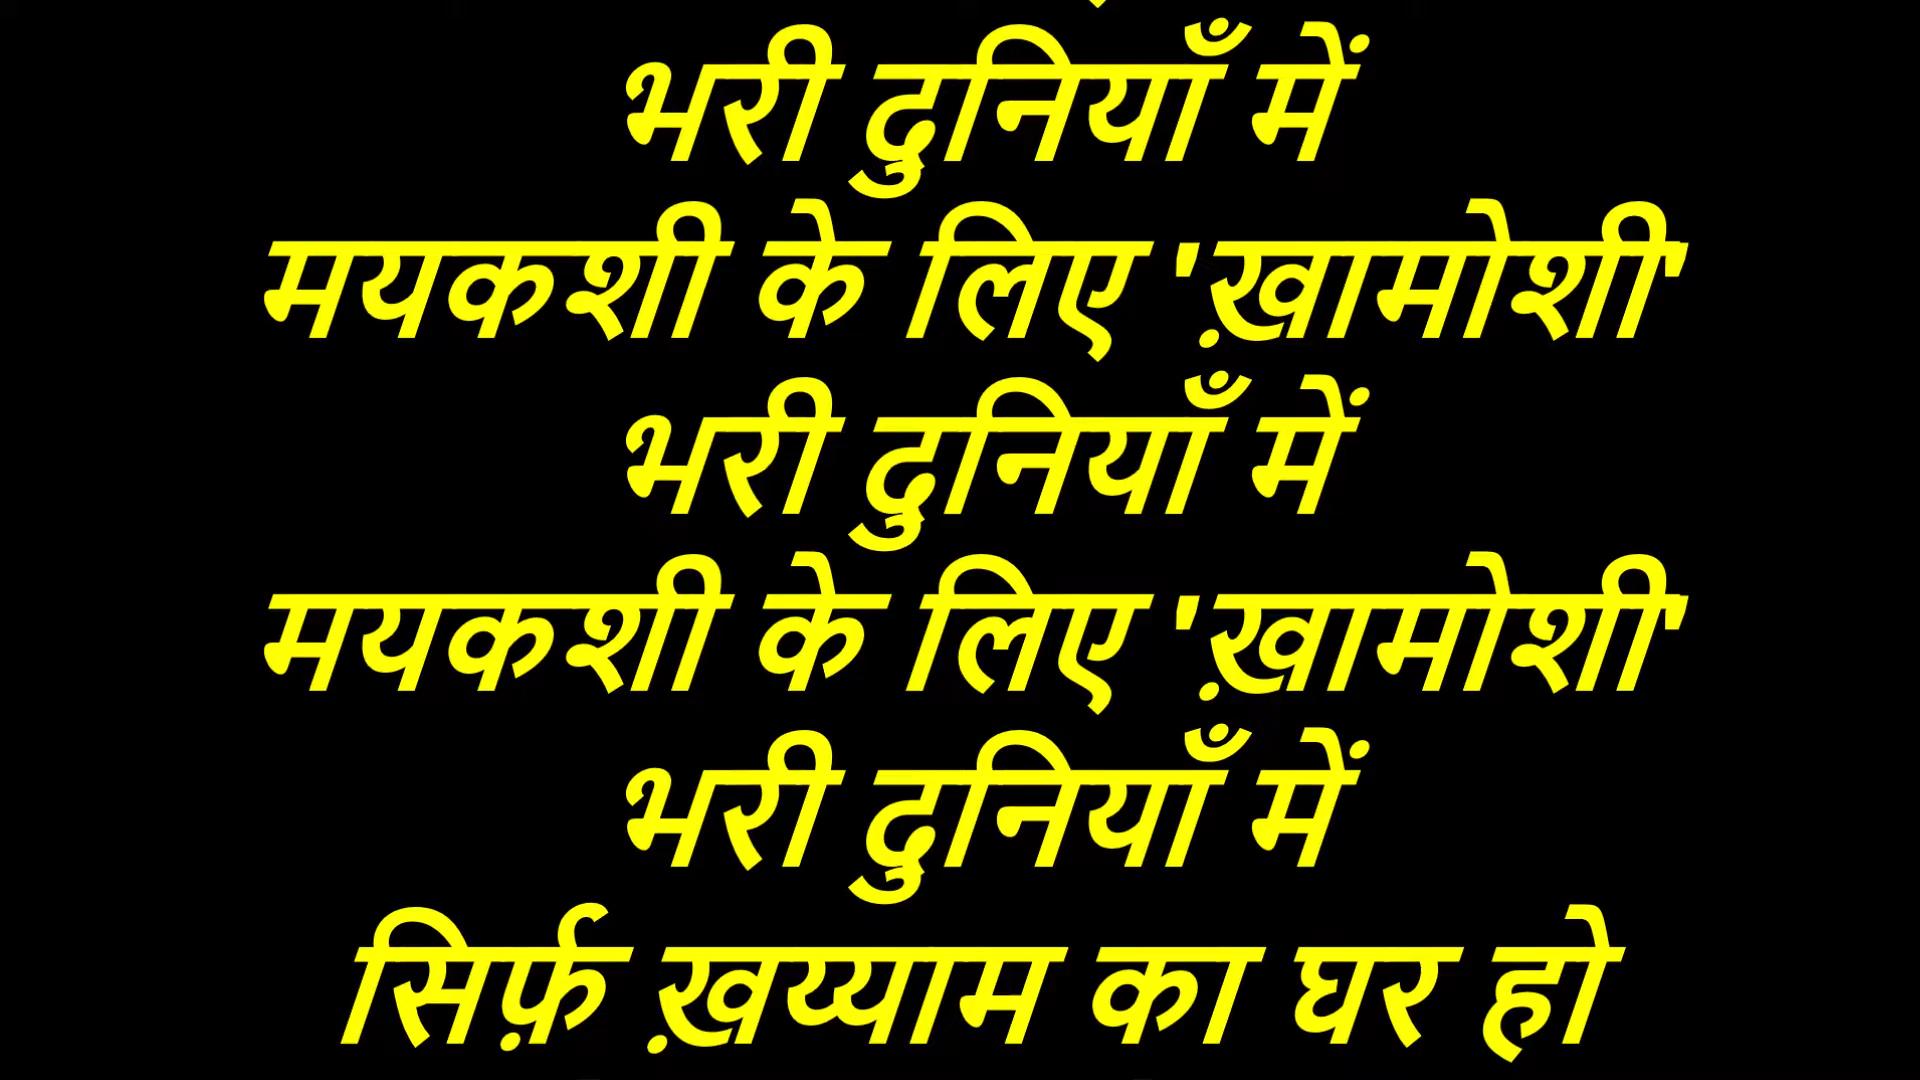 भरी दुनियाँ में
मयकशी के लिए 'ख़ामोशी'
भरी दुनियाँ में
मयकशी के लिए 'ख़ामोशी'
भरी दुनियाँ में
सिर्फ़ ख़य्याम का घर हो